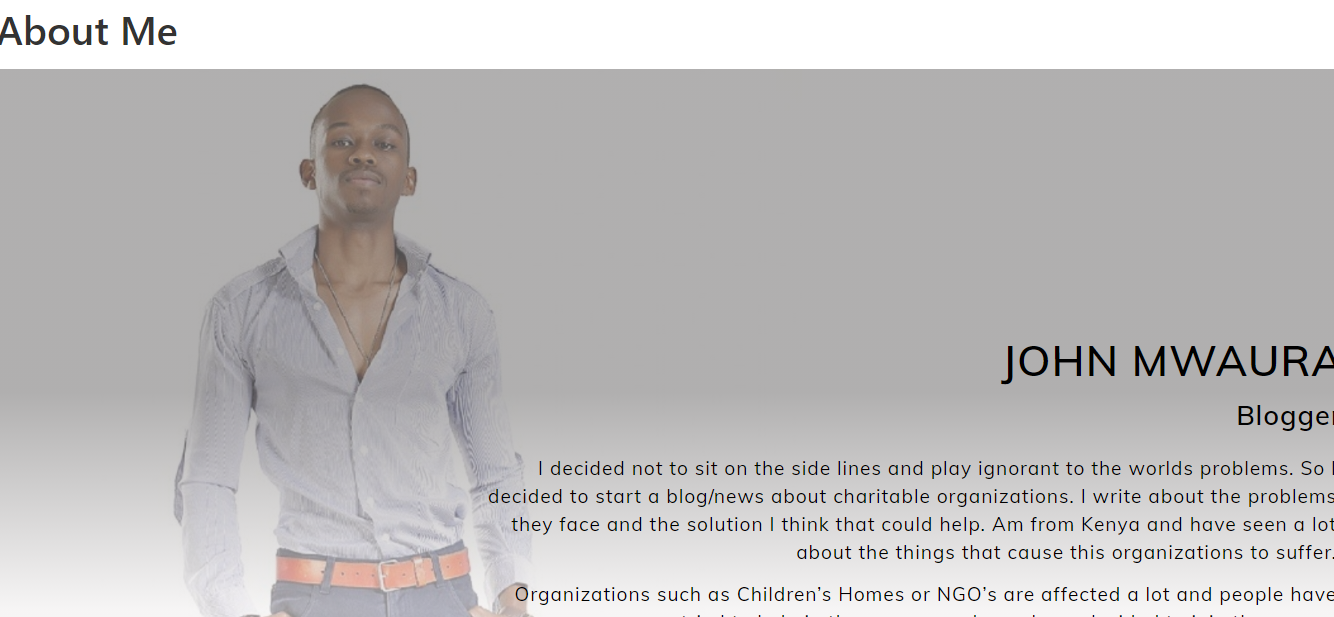 About Me
JOHN MWAURA
Blogger
I decided not to sit on the side lines and play ignorant to the worlds problems. So I
decided to start a blog/news about charitable organizations. I write about the problems
they face and the solution I think that could help. Am from Kenya and have seen a lot
about the things that cause this organizations to suffer.
Organizations such as Children’s Homes or NGO’s are affected a lot and people have